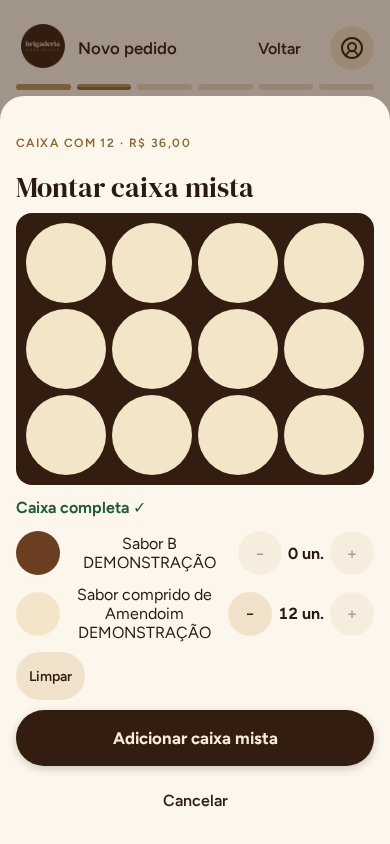 brigaderia
Novo pedido
Voltar
CAIXA COM 12 · R$ 36,00
Montar caixa mista
Caixa completa ✓
Sabor B
DEMONSTRAÇÃO
- 0 un. +
Sabor comprido de
Amendoim
DEMONSTRAÇÃO
- 12 un. +
Limpar
Adicionar caixa mista
Cancelar